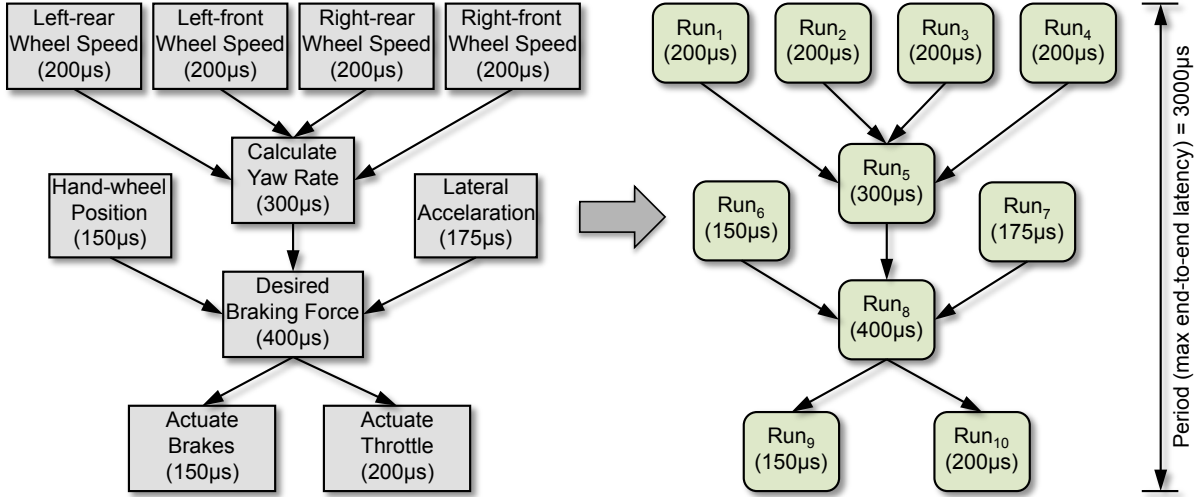 Left-rear
Wheel Speed
(200µs)
Left-front
Wheel Speed
(200µs)
Right-rear
Wheel Speed
(200µs)
Right-front
Wheel Speed
(200µs)
Calculate
Yaw Rate
(300µs)
Hand-wheel
Position
(150µs)
Lateral
Accelaration
(175µs)
Desired
Braking Force
(400µs)
Actuate
Brakes
(150µs)
Actuate
Throttle
(200µs)
Run₁
(200µs)
Run₂
(200µs)
Run₃
(200µs)
Run₄
(200µs)
Run₅
(300µs)
Run₆
(150µs)
Run₇
(175µs)
Run₈
(400µs)
Run₉
(150µs)
Run₁₀
(200µs)
Period (max end-to-end latency) = 3000µs